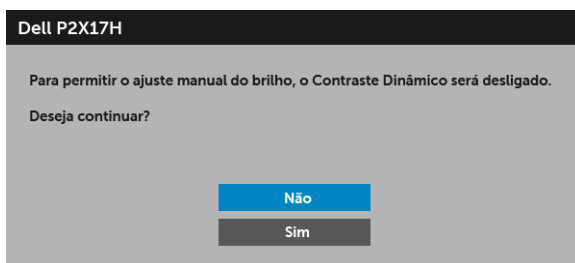 Dell P2X17H
Para permitir o ajuste manual do brilho, o Contraste Dinâmico será desligado.
Deseja continuar?
Não
Sim